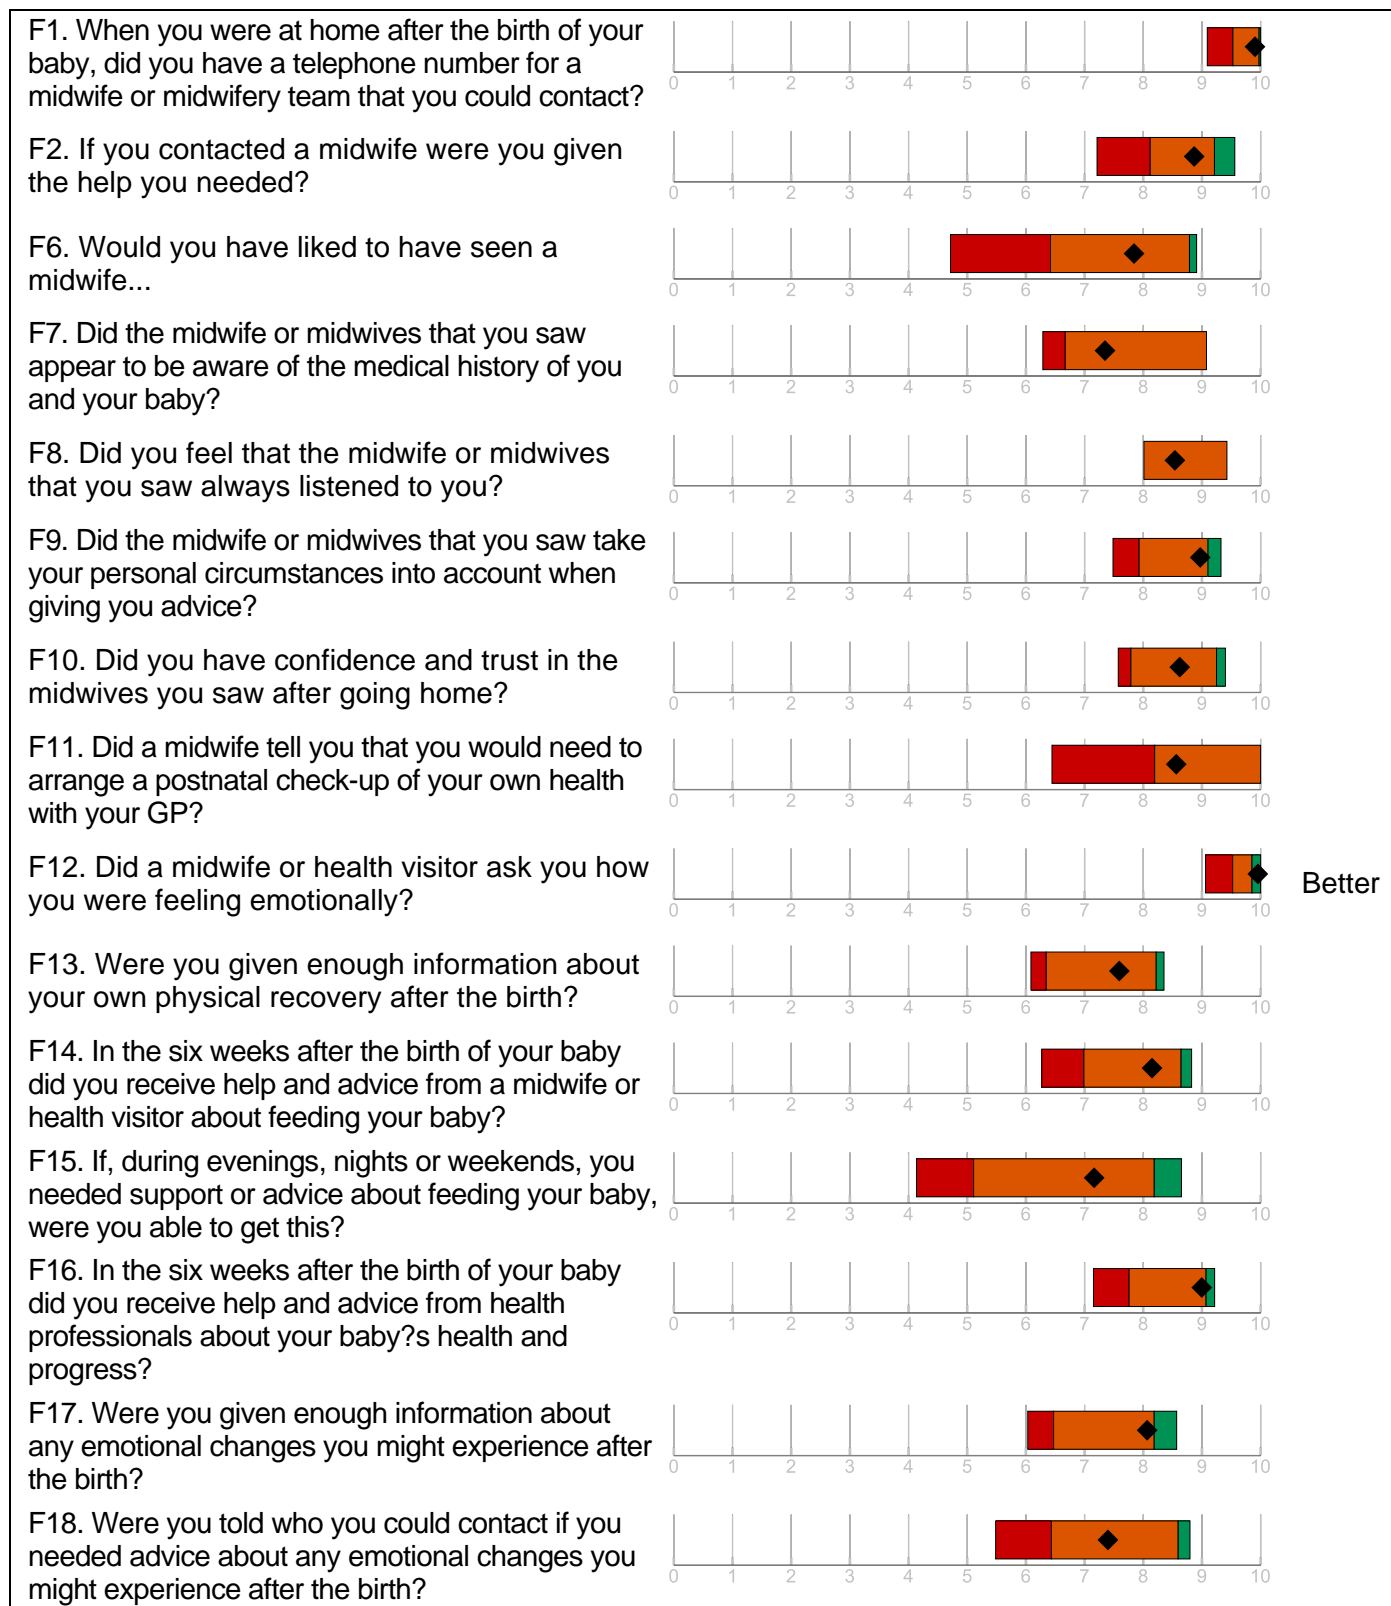 F1. When you were at home after the birth of your
baby, did you have a telephone number for a
midwife or midwifery team that you could contact?
0 1 2 3 4 5 6 7 8 9 10
F2. If you contacted a midwife were you given
the help you needed?
0 1 2 3 4 5 6 7 8 9 10
F6. Would you have liked to have seen a
midwife...
0 1 2 3 4 5 6 7 8 9 10
F7. Did the midwife or midwives that you saw
appear to be aware of the medical history of you
and your baby?
0 1 2 3 4 5 6 7 8 9 10
F8. Did you feel that the midwife or midwives
that you saw always listened to you?
0 1 2 3 4 5 6 7 8 9 10
F9. Did the midwife or midwives that you saw take
your personal circumstances into account when
giving you advice?
0 1 2 3 4 5 6 7 8 9 10
F10. Did you have confidence and trust in the
midwives you saw after going home?
0 1 2 3 4 5 6 7 8 9 10
F11. Did a midwife tell you that you would need to
arrange a postnatal check-up of your own health
with your GP?
0 1 2 3 4 5 6 7 8 9 10
F12. Did a midwife or health visitor ask you how
you were feeling emotionally?
0 1 2 3 4 5 6 7 8 9 10
Better
F13. Were you given enough information about
your own physical recovery after the birth?
0 1 2 3 4 5 6 7 8 9 10
F14. In the six weeks after the birth of your baby
did you receive help and advice from a midwife or
health visitor about feeding your baby?
0 1 2 3 4 5 6 7 8 9 10
F15. If, during evenings, nights or weekends, you
needed support or advice about feeding your baby,
were you able to get this?
0 1 2 3 4 5 6 7 8 9 10
F16. In the six weeks after the birth of your baby
did you receive help and advice from health
professionals about your baby?s health and
progress?
0 1 2 3 4 5 6 7 8 9 10
F17. Were you given enough information about
any emotional changes you might experience after
the birth?
0 1 2 3 4 5 6 7 8 9 10
F18. Were you told who you could contact if you
needed advice about any emotional changes you
might experience after the birth?
0 1 2 3 4 5 6 7 8 9 10